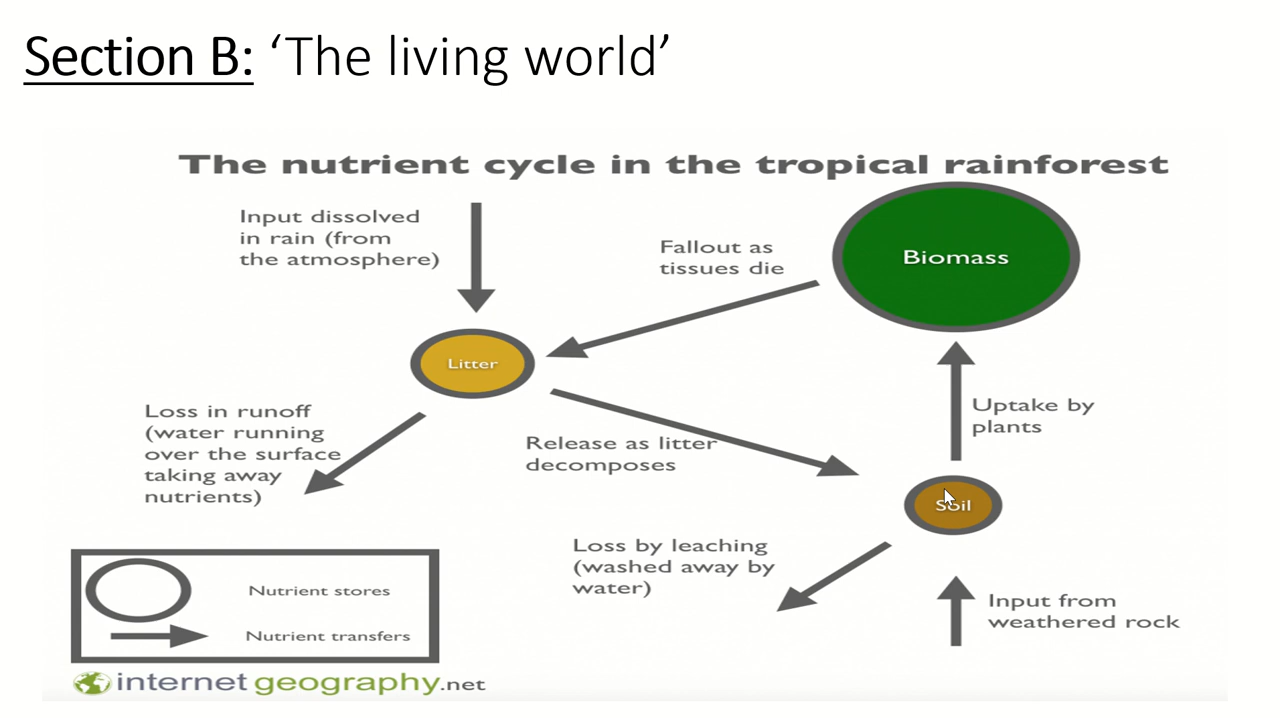 Section B: ‘The living world’
The nutrient cycle in the tropical rainforest
Input dissolved
in rain (from
the atmosphere)
Fallout as
tissues die
Biomass
Litter
Loss in runoff
(water running
over the surface
taking away
nutrients)
Release as litter
decomposes
Uptake by
plants
Soil
Loss by leaching
(washed away by
water)
Input from
weathered rock
Nutrient stores
Nutrient transfers
internetgeography.net